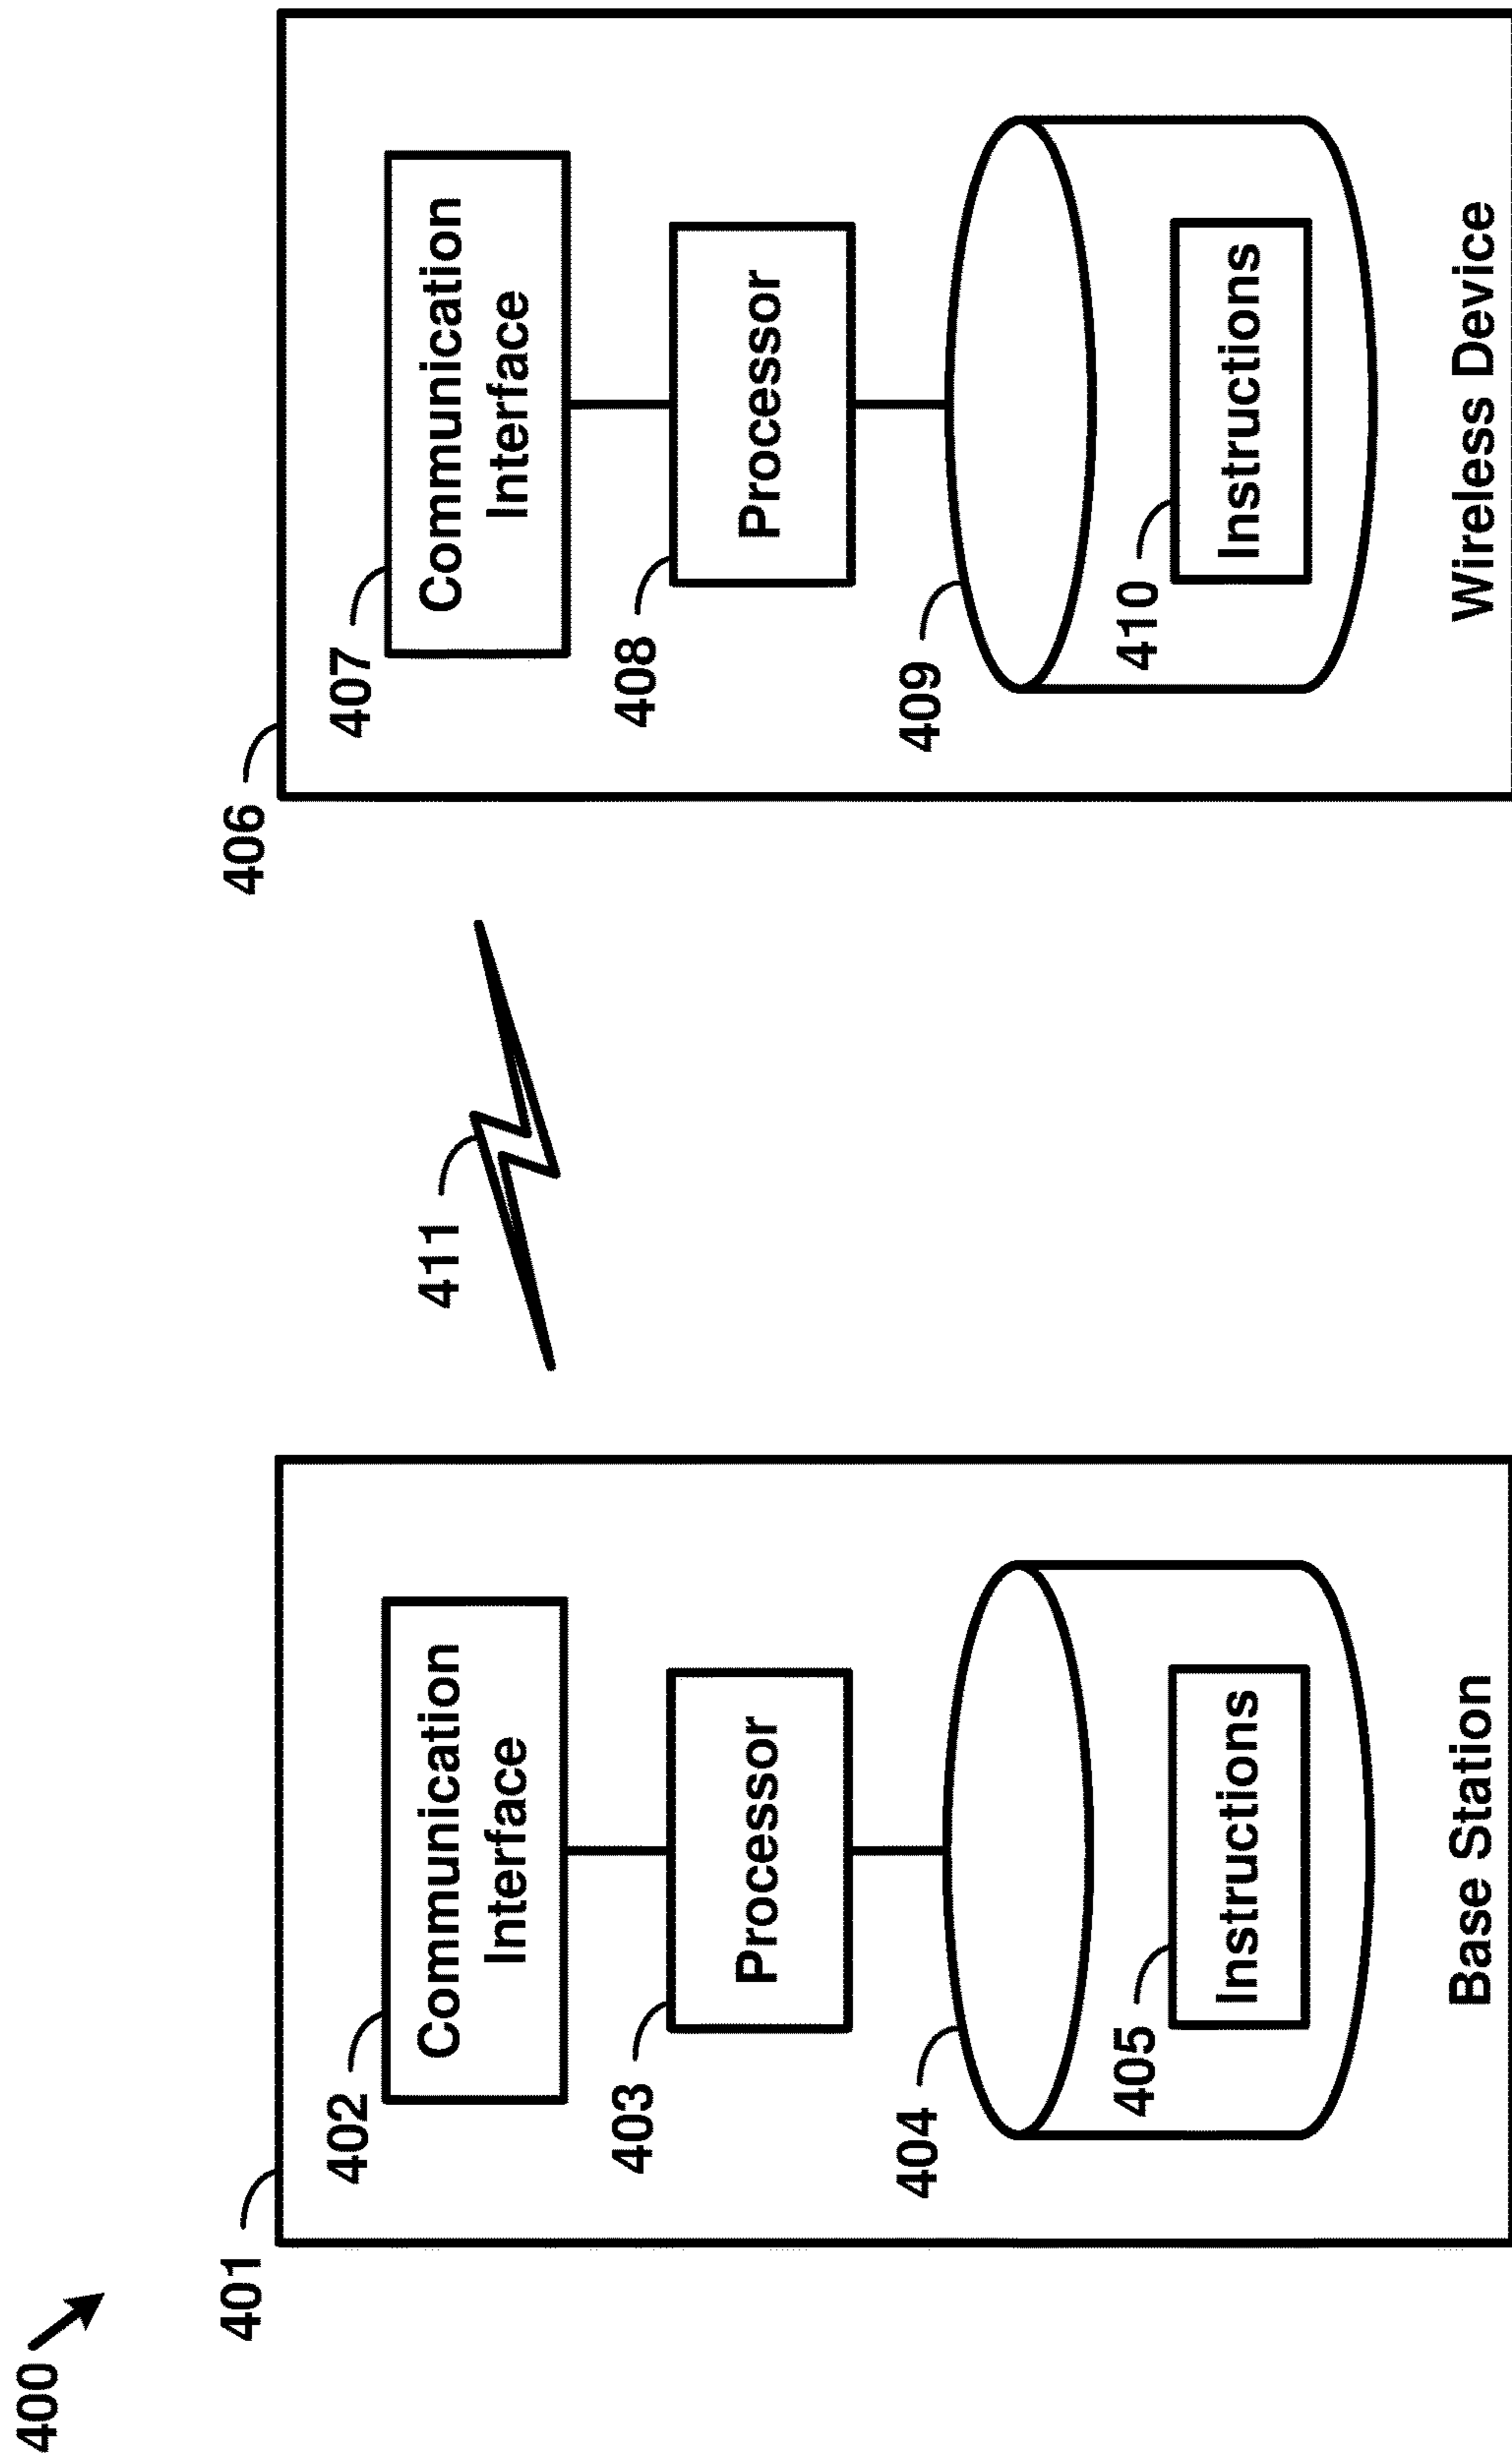 400
401
402
Communication
Interface
403
Processor
404
405
Instructions
Base Station
411
406
407
Communication
Interface
408
Processor
409
410
Instructions
Wireless Device